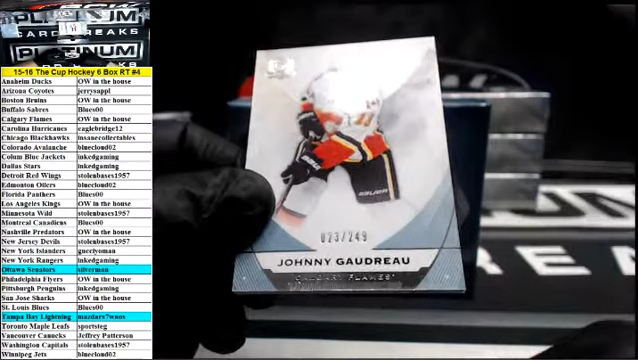 PLATINUM
CARD BREAKS
PLATINUM
15-16 The Cup Hockey 6 Box RT #4
Anaheim Ducks OW in the house
Arizona Coyotes jerrysappl
Boston Bruins OW in the house
Buffalo Sabres Blues00
Calgary Flames OW in the house
Carolina Hurricanes eaglebridge12
Chicago Blackhawks insanecollectables
Colorado Avalanche bluecloud02
Colum Blue Jackets inkedgaming
Dallas Stars inkedgaming
Detroit Red Wings stolenbases1957
Edmonton Oilers bluecloud02
Florida Panthers Blues00
Los Angeles Kings OW in the house
Minnesota Wild stolenbases1957
Montreal Canadiens Blues00
Nashville Predators OW in the house
New Jersey Devils stolenbases1957
New York Islanders
New York Rangers inkedgaming
Ottawa Senators silverman
Philadelphia Flyers OW in the house
Pittsburgh Penguins inkedgaming
San Jose Sharks OW in the house
St. Louis Blues Blues00
Tampa Bay Lightning
Toronto Maple Leafs sportsteg
Vancouver Canucks Jeffrey Patterson
Washington Capitals stolenbases1957
Winnipeg Jets bluecloud02
023/249
JOHNNY GAUDREAU
CALGARY FLAMES